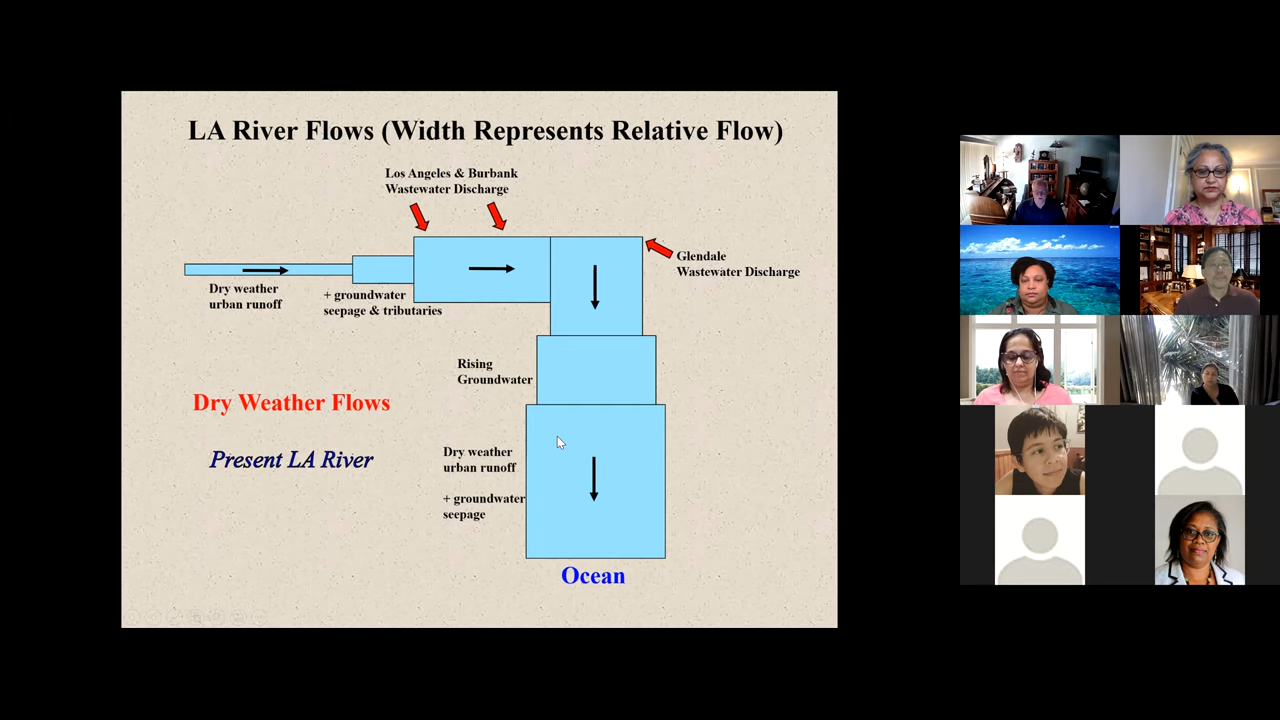 LA River Flows (Width Represents Relative Flow)
Los Angeles & Burbank
Wastewater Discharge
Glendale
Wastewater Discharge
Dry weather
urban runoff
+ groundwater
seepage & tributaries
Rising
Groundwater
Dry Weather Flows
Present LA River
Dry weather
urban runoff
+ groundwater
seepage
Ocean